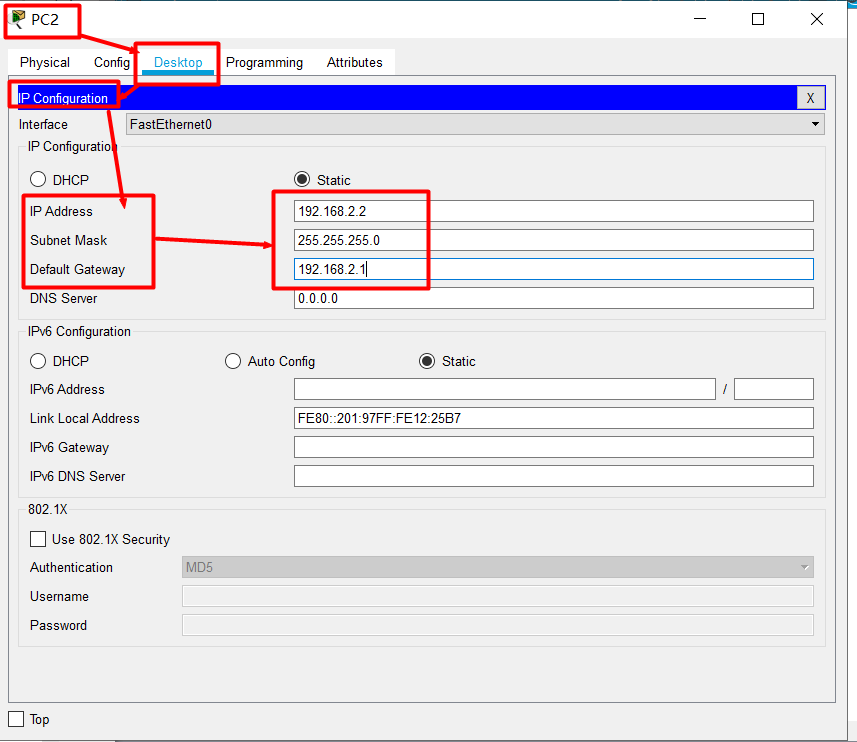 PC2
Physical Config Desktop Programming Attributes
IP Configuration X
Interface FastEthernet0
IP Configuration
DHCP Static
IP Address 192.168.2.2
Subnet Mask 255.255.255.0
Default Gateway 192.168.2.1
DNS Server 0.0.0.0
IPv6 Configuration
DHCP Auto Config Static
IPv6 Address /
Link Local Address FE80::201:97FF:FE12:25B7
IPv6 Gateway
IPv6 DNS Server
802.1X
Use 802.1X Security
Authentication MD5
Username
Password
Top